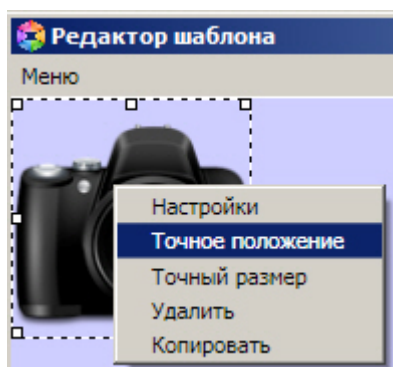 Редактор шаблона
Меню
Настройки
Точное положение
Точный размер
Удалить
Копировать